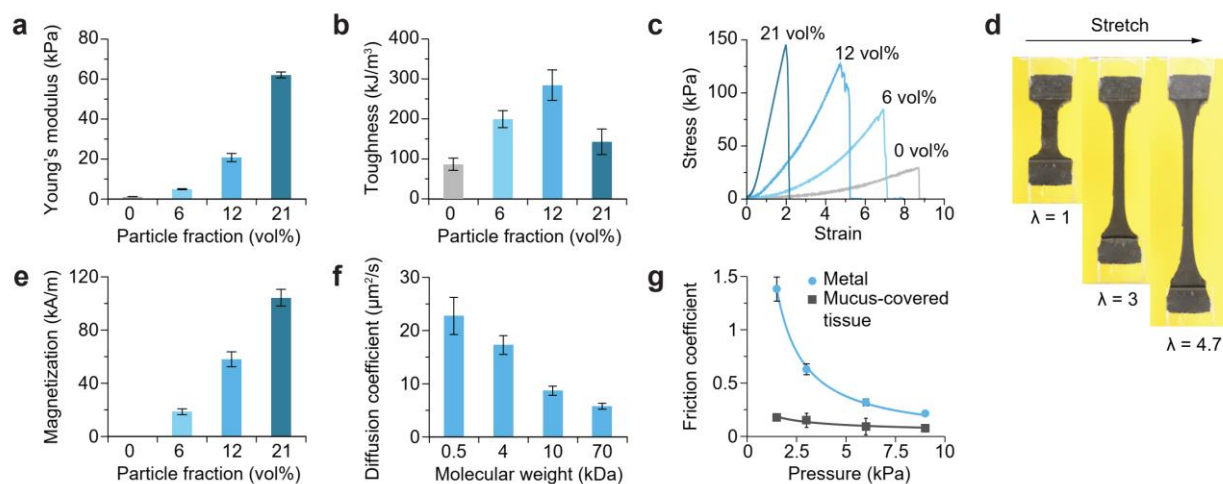 a
Young's modulus (kPa)
80
60
40
20
0
0
6
12
21
Particle fraction (vol%)
b
Toughness (kJ/m³)
400
300
200
100
0
0
6
12
21
Particle fraction (vol%)
c
Stress (kPa)
150
100
50
0
21 vol%
12 vol%
6 vol%
0 vol%
0
2
4
6
8
10
Strain
d
Stretch
λ = 1
λ = 3
λ = 4.7
e
Magnetization (kA/m)
120
80
40
0
0
6
12
21
Particle fraction (vol%)
f
Diffusion coefficient (µm²/s)
30
20
10
0
0.5
4
10
70
Molecular weight (kDa)
g
Friction coefficient
1.5
1
0.5
0
Metal
Mucus-covered
tissue
0
2.5
5
7.5
10
Pressure (kPa)